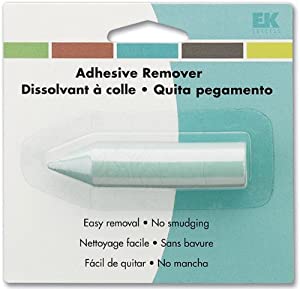 EK
SUCCESS
Adhesive Remover
Dissolvant à colle • Quita pegamento
Easy removal • No smudging
Nettoyage facile • Sans bavure
Fácil de quitar • No mancha